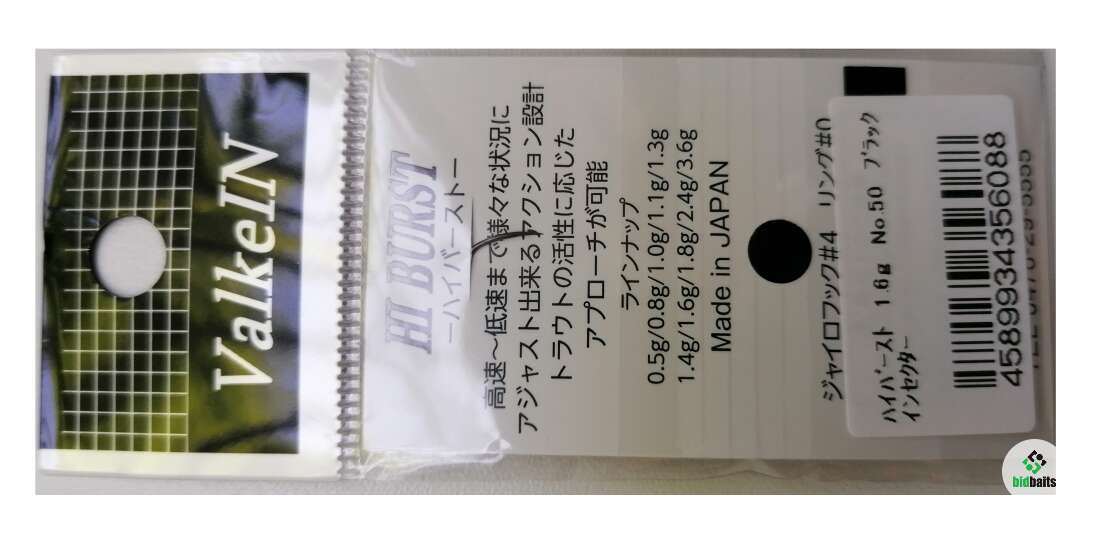 ValkeIN
HI BURST
ーハイバーストー
高速〜低速まで様々な状況に
アジャスト出来るアクション設計
トラウトの活性に応じた
アプローチが可能
ラインナップ
0.5g/0.8g/1.0g/1.1g/1.3g
1.4g/1.6g/1.8g/2.4g/3.6g
Made in JAPAN
ジャイロフック#4 リング#0
ハイバースト 1.6g No.50 ブラック
インセクター
4589934356088
bidbaits